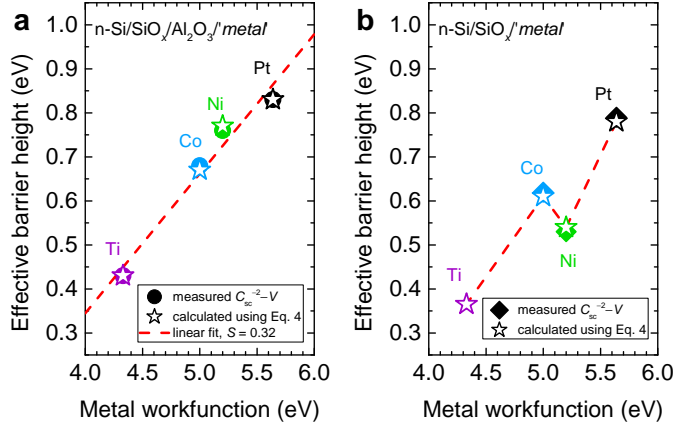 a
n-Si/SiOx/Al2O3/'metal'
Effective barrier height (eV)
1.0
0.9
0.8
0.7
0.6
0.5
0.4
0.3
Pt
Ni
Co
Ti
measured Csc⁻²–V
calculated using Eq. 4
linear fit, S = 0.32
4.0 4.5 5.0 5.5 6.0
Metal workfunction (eV)
b
n-Si/SiOx/'metal'
Effective barrier height (eV)
1.0
0.9
0.8
0.7
0.6
0.5
0.4
0.3
Pt
Co
Ni
Ti
measured Csc⁻²–V
calculated using Eq. 4
4.0 4.5 5.0 5.5 6.0
Metal workfunction (eV)